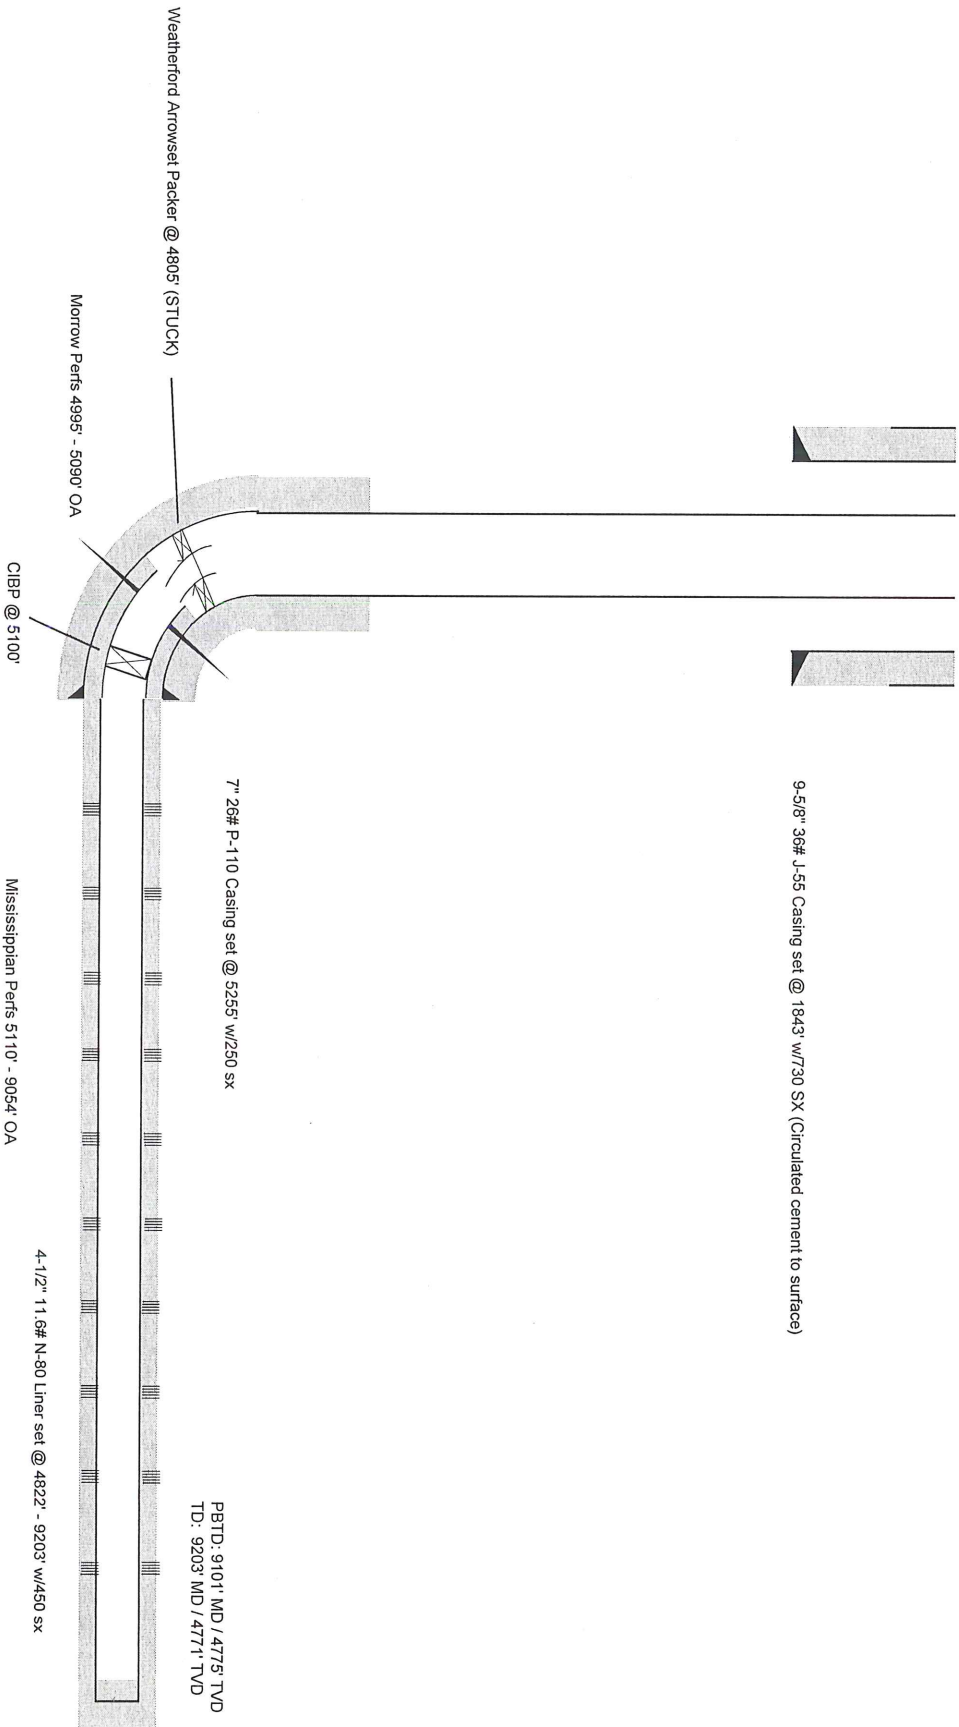 9-5/8" 36# J-55 Casing set @ 1843' w/730 SX (Circulated cement to surface)
7" 26# P-110 Casing set @ 5255' w/250 sx
Weatherford Arrowset Packer @ 4805' (STUCK)
Morrow Perfs 4995' - 5090' OA
CIBP @ 5100'
Mississippian Perfs 5110' - 9054' OA
4-1/2" 11.6# N-80 Liner set @ 4822' - 9203' w/450 sx
PBTD: 9101' MD / 4775' TVD
TD: 9203' MD / 4771' TVD